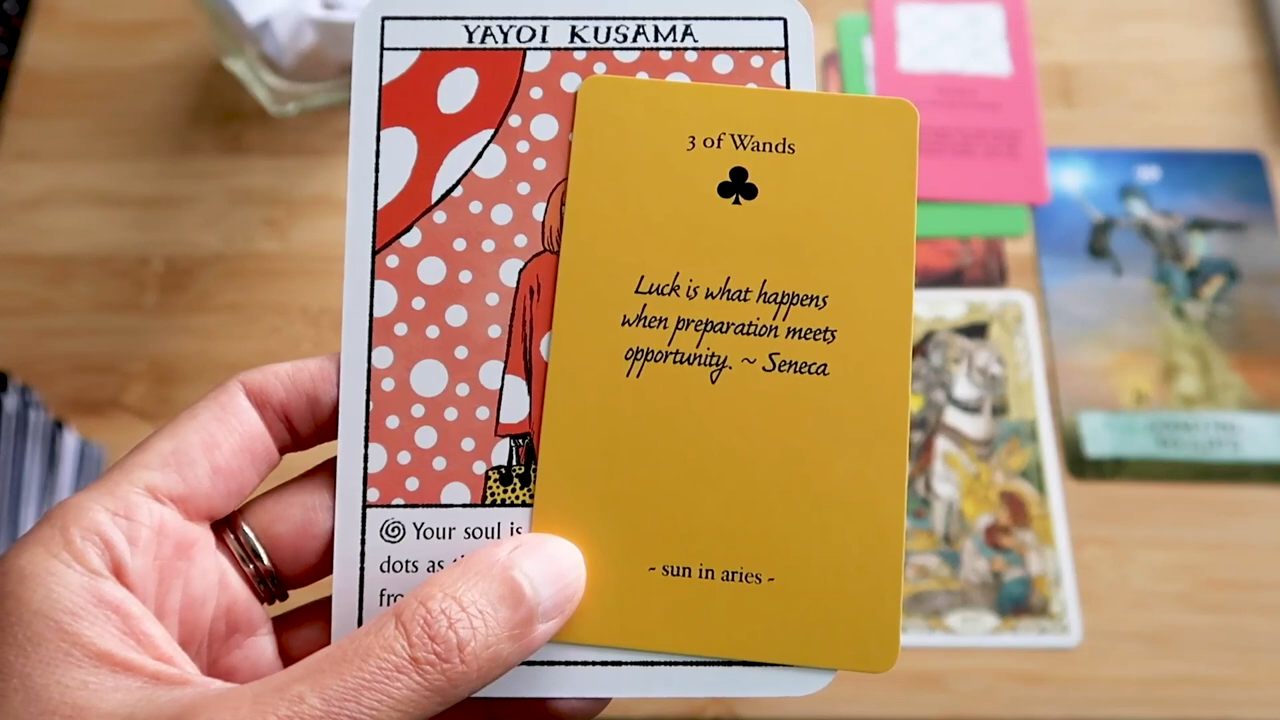 YAYOI KUSAMA
3 of Wands
Luck is what happens
when preparation meets
opportunity. ~ Seneca
- sun in aries -
Your soul is
dots as